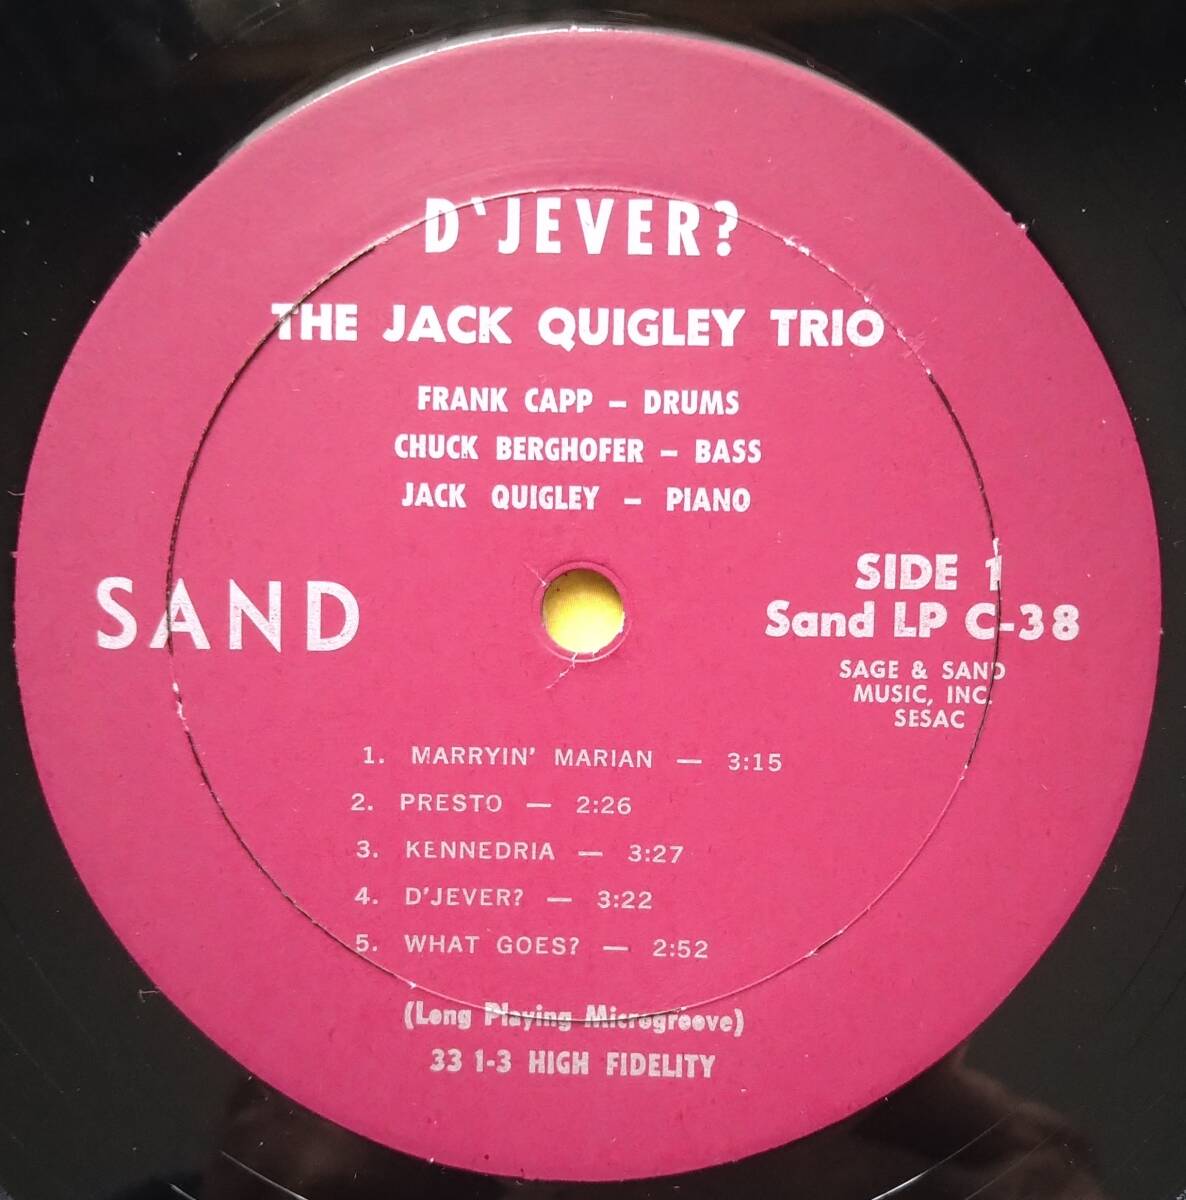 D`JEVER?
THE JACK QUIGLEY TRIO
FRANK CAPP – DRUMS
CHUCK BERGHOFER – BASS
JACK QUIGLEY – PIANO
SAND
SIDE 1
Sand LP C-38
SAGE & SAND
MUSIC, INC.
SESAC
1. MARRYIN' MARIAN — 3:15
2. PRESTO — 2:26
3. KENNEDRIA — 3:27
4. D'JEVER? — 3:22
5. WHAT GOES? — 2:52
(Long Playing Microgroove)
33 1-3 HIGH FIDELITY